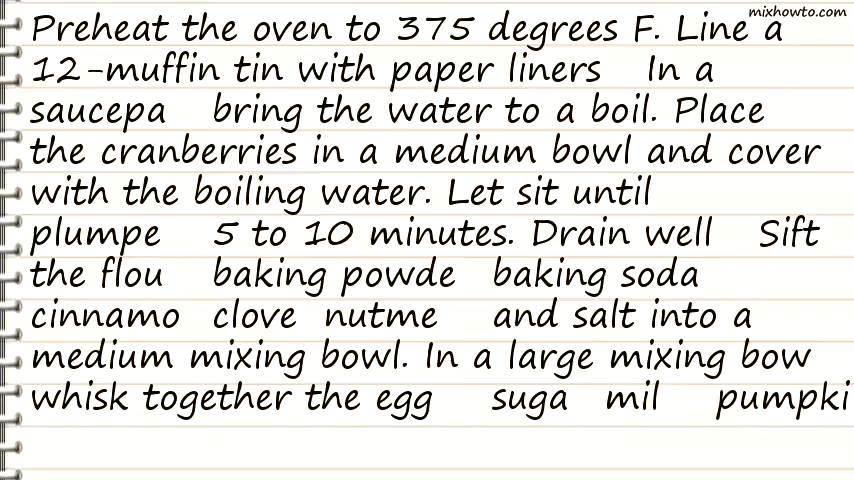 mixhowto.com
Preheat the oven to 375 degrees F. Line a
12-muffin tin with paper liners In a
saucepa bring the water to a boil. Place
the cranberries in a medium bowl and cover
with the boiling water. Let sit until
plumpe 5 to 10 minutes. Drain well Sift
the flou baking powde baking soda
cinnamo clove nutme and salt into a
medium mixing bowl. In a large mixing bow
whisk together the egg suga mil pumpki